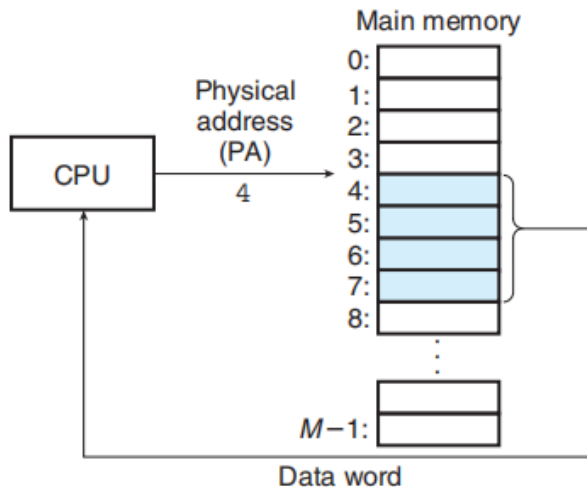 Main memory
Physical
address
(PA)
4
CPU
0:
1:
2:
3:
4:
5:
6:
7:
8:
M−1:
Data word